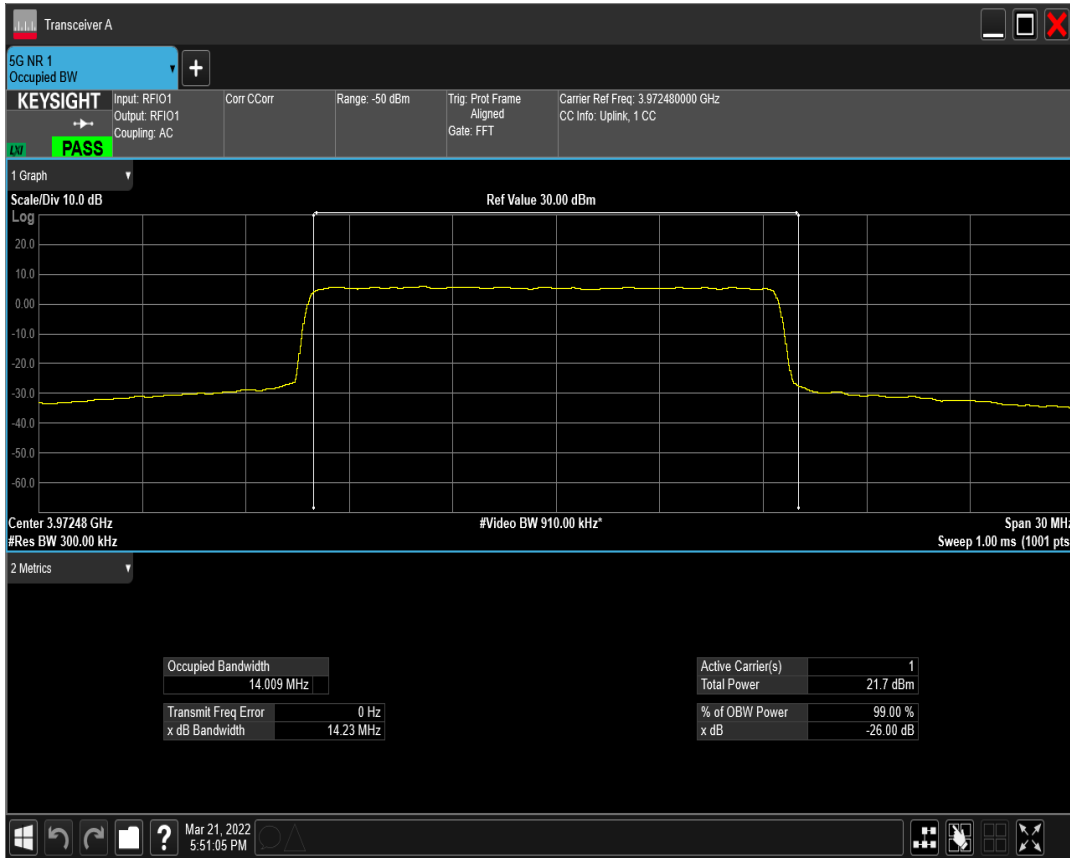 Transceiver A
5G NR 1
Occupied BW
+
KEYSIGHT
LXI
PASS
Input: RFIO1
Output: RFIO1
Coupling: AC
Corr CCorr
Range: -50 dBm
Trig: Prot Frame
Aligned
Gate: FFT
Carrier Ref Freq: 3.972480000 GHz
CC Info: Uplink, 1 CC
1 Graph
Scale/Div 10.0 dB
Ref Value 30.00 dBm
Log
20.0
10.0
0.00
-10.0
-20.0
-30.0
-40.0
-50.0
-60.0
Center 3.97248 GHz
#Video BW 910.00 kHz*
Span 30 MHz
#Res BW 300.00 kHz
Sweep 1.00 ms (1001 pts
2 Metrics
Occupied Bandwidth
14.009 MHz
Transmit Freq Error 0 Hz
x dB Bandwidth 14.23 MHz
Active Carrier(s) 1
Total Power 21.7 dBm
% of OBW Power 99.00 %
x dB -26.00 dB
?
Mar 21, 2022
5:51:05 PM